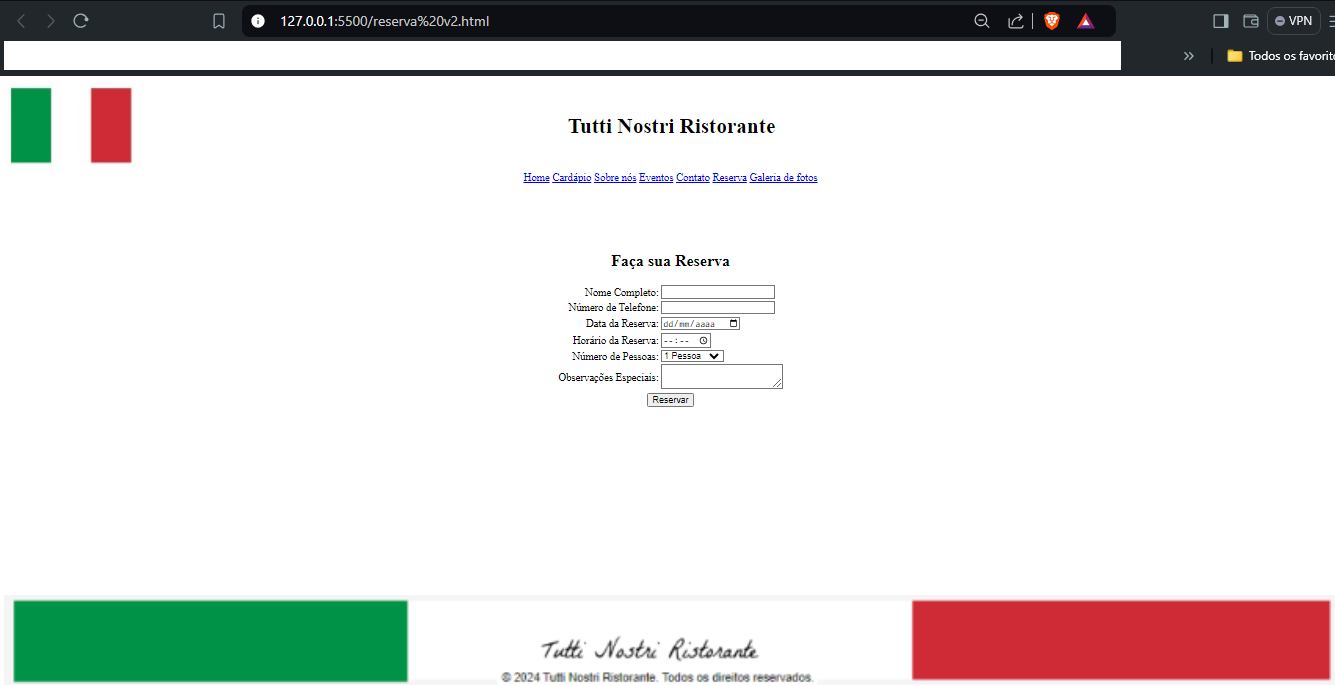 127.0.0.1:5500/reserva%20v2.html
VPN
Todos os favorit
Tutti Nostri Ristorante
Home Cardápio Sobre nós Eventos Contato Reserva Galeria de fotos
Faça sua Reserva
Nome Completo:
Número de Telefone:
Data da Reserva: dd/mm/aaaa
Horário da Reserva: --:--
Número de Pessoas: 1 Pessoa
Observações Especiais:
Reservar
Tutti Nostri Ristorante
© 2024 Tutti Nostri Ristorante. Todos os direitos reservados.